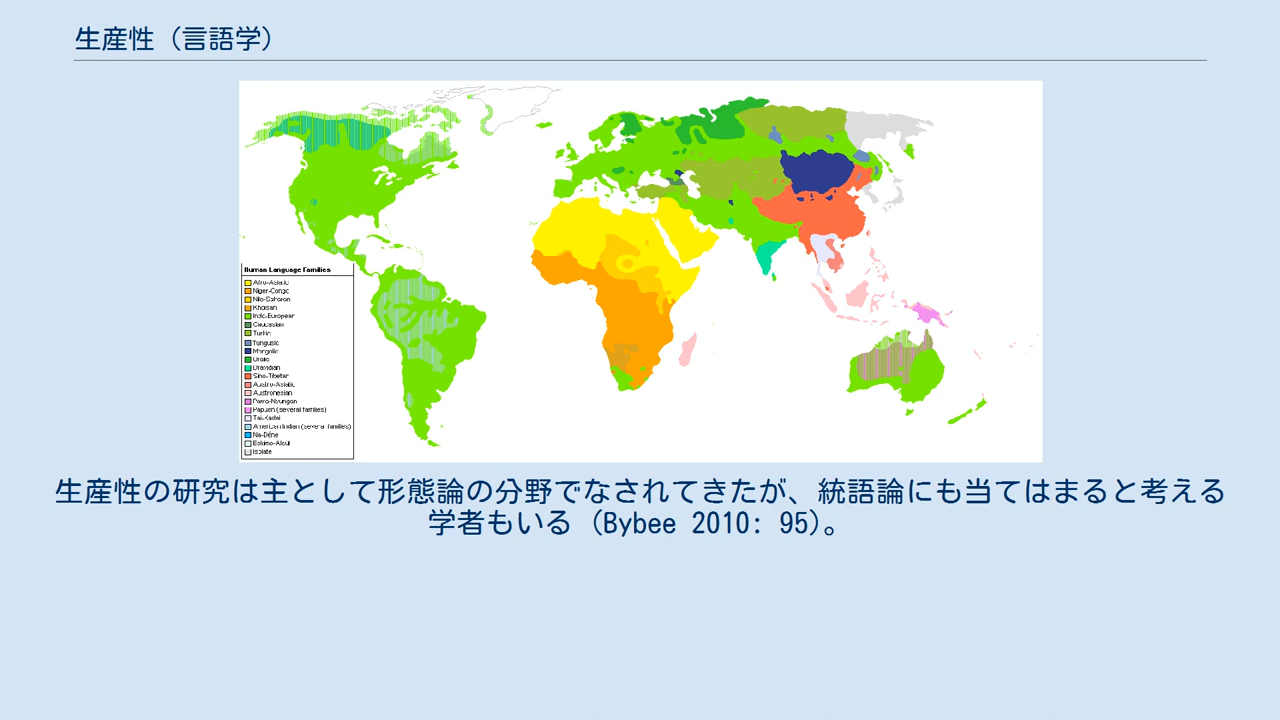 生産性（言語学）
Human Language Families
Afro-Asiatic
Niger-Congo
Nilo-Saharan
Khoisan
Indo-European
Caucasian
Turkic
Tungusic
Mongolic
Uralic
Dravidian
Sino-Tibetan
Austro-Asiatic
Austronesian
Pama-Nyungan
Papuan (several families)
Tai-Kadai
American Indian (several families)
Na-Dené
Eskimo-Aleut
Isolate
生産性の研究は主として形態論の分野でなされてきたが、統語論にも当てはまると考える
学者もいる (Bybee 2010: 95)。